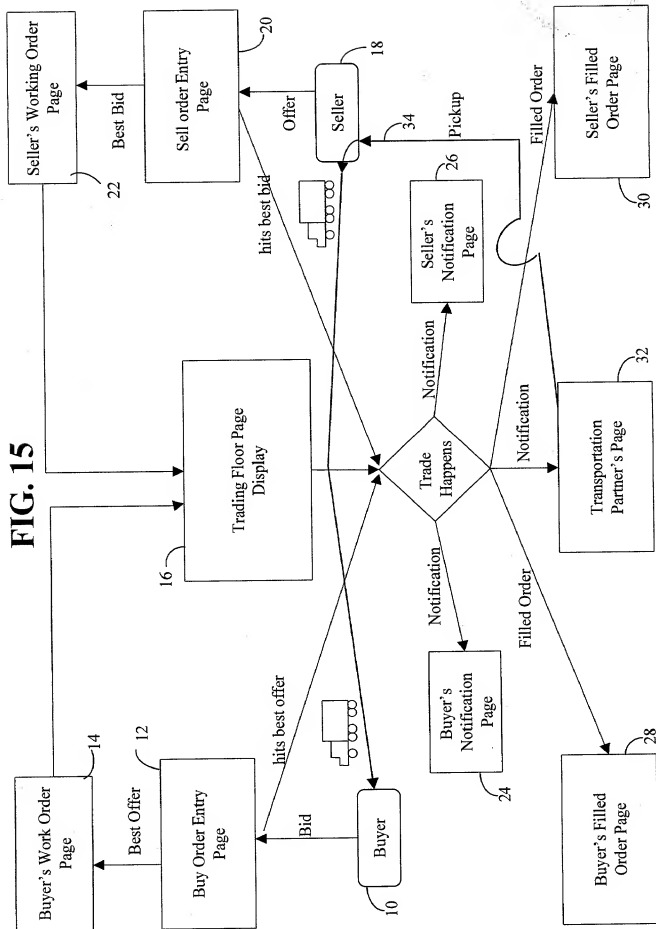 FIG. 15
Buyer's Work Order
Page
14
Best Offer
Buy Order Entry
Page
12
Bid
Buyer
10
hits best offer
Trading Floor Page
Display
16
Seller's Working Order
Page
22
Best Bid
Sell order Entry
Page
20
Offer
Seller
18
hits best bid
34
Pickup
Trade
Happens
Notification
Buyer's
Notification
Page
24
Notification
Seller's
Notification
Page
26
Filled Order
Buyer's Filled
Order Page
28
Notification
Transportation
Partner's Page
32
Filled Order
Seller's Filled
Order Page
30